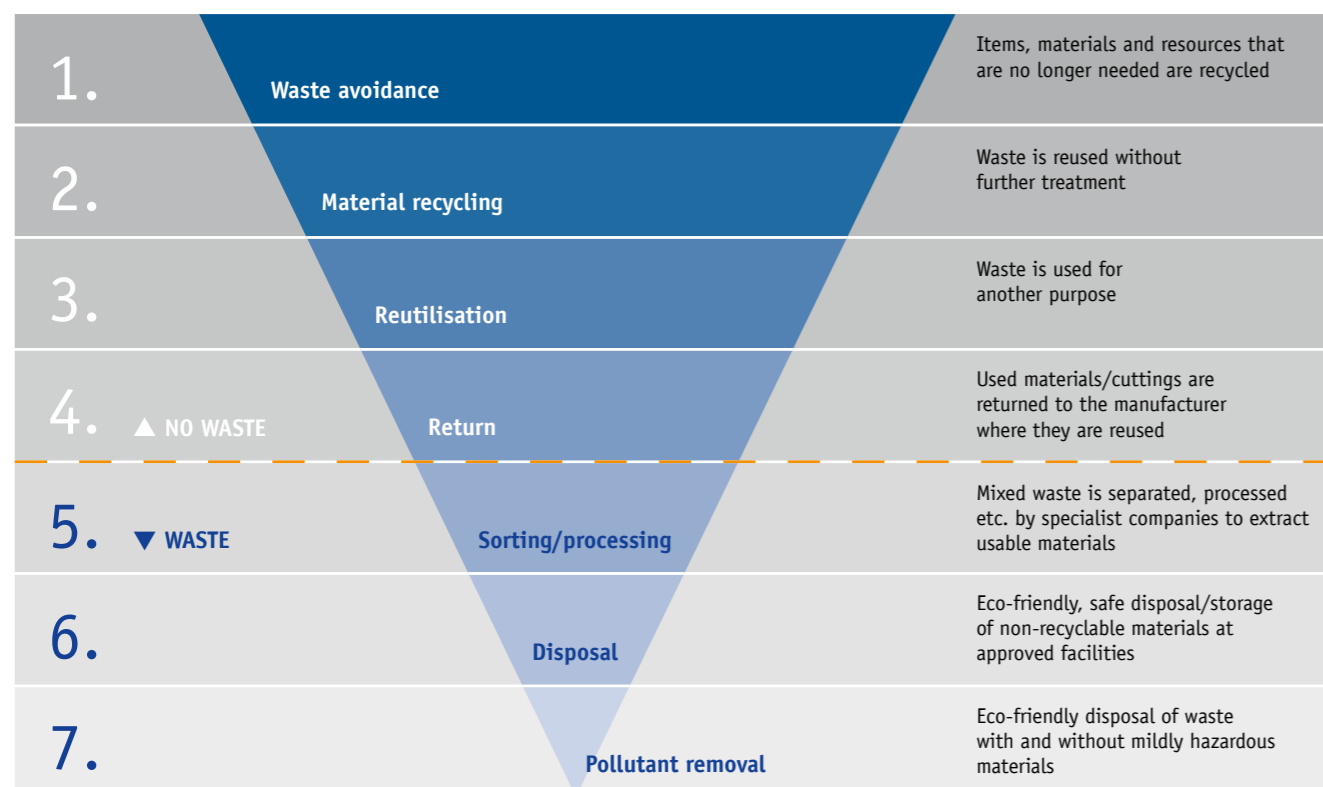 1.
Waste avoidance
Items, materials and resources that
are no longer needed are recycled
2.
Material recycling
Waste is reused without
further treatment
3.
Reutilisation
Waste is used for
another purpose
4.
▲ NO WASTE
Return
Used materials/cuttings are
returned to the manufacturer
where they are reused
5.
▼ WASTE
Sorting/processing
Mixed waste is separated, processed
etc. by specialist companies to extract
usable materials
6.
Disposal
Eco-friendly, safe disposal/storage
of non-recyclable materials at
approved facilities
7.
Pollutant removal
Eco-friendly disposal of waste
with and without mildly hazardous
materials